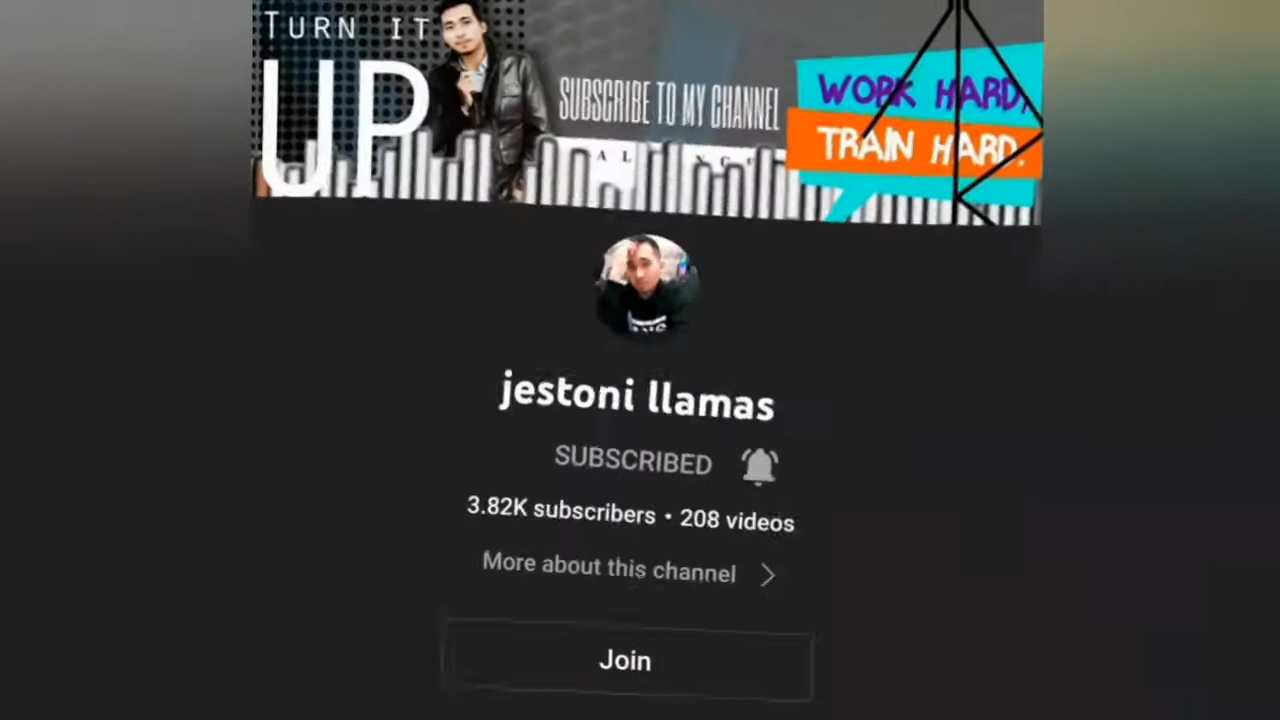 TURN IT
UP
SUBSCRIBE TO MY CHANNEL
WORK HARD,
TRAIN HARD.
jestoni llamas
SUBSCRIBED
3.82K subscribers • 208 videos
More about this channel
Join